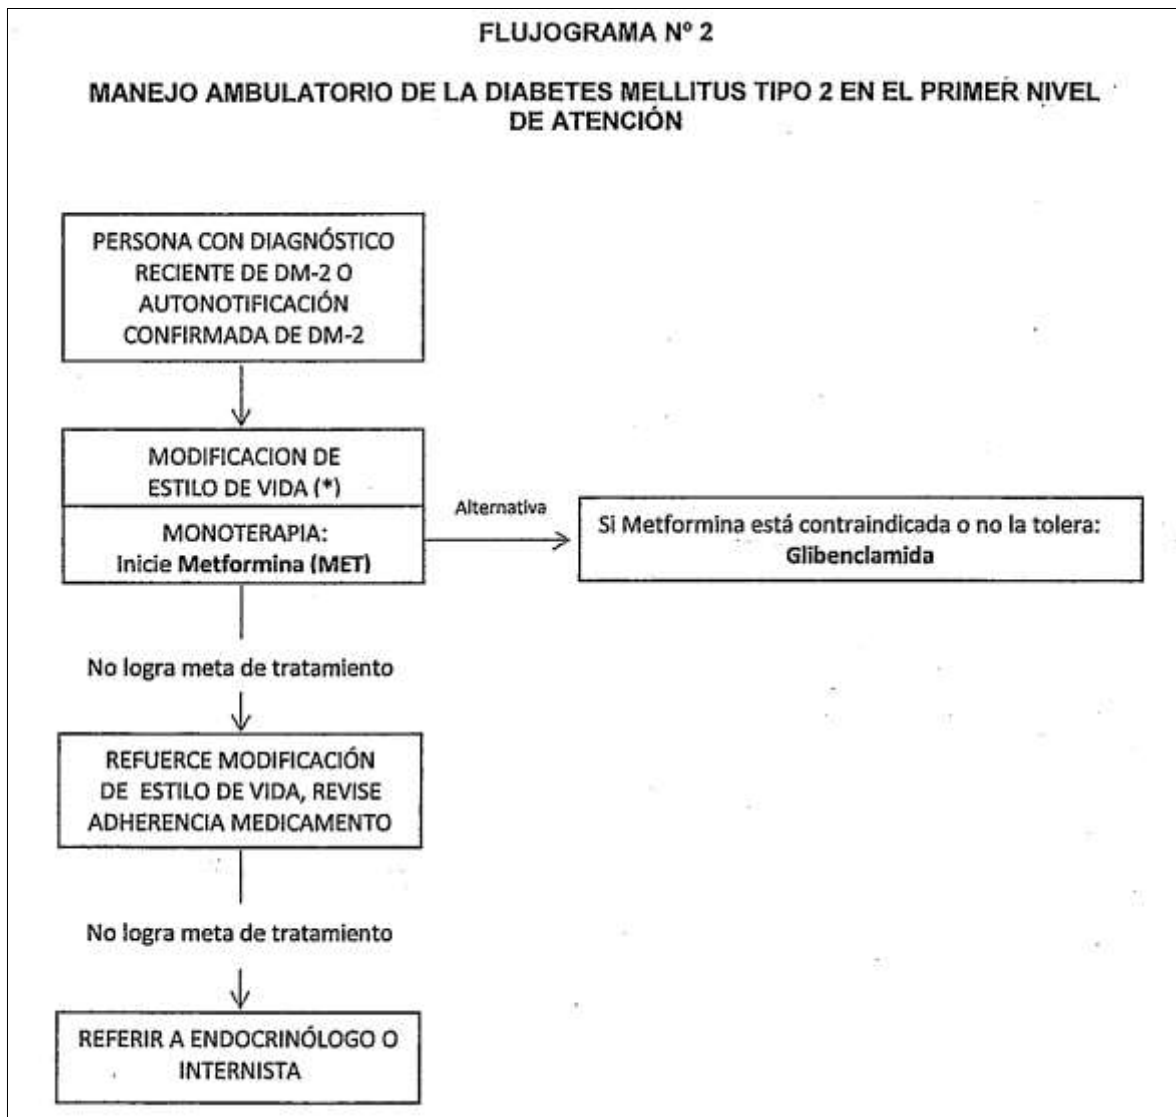 FLUJOGRAMA Nº 2
MANEJO AMBULATORIO DE LA DIABETES MELLITUS TIPO 2 EN EL PRIMER NIVEL
DE ATENCIÓN
PERSONA CON DIAGNÓSTICO
RECIENTE DE DM-2 O
AUTONOTIFICACIÓN
CONFIRMADA DE DM-2
MODIFICACION DE
ESTILO DE VIDA (*)
MONOTERAPIA:
Inicie Metformina (MET)
Alternativa
Si Metformina está contraindicada o no la tolera:
Glibenclamida
No logra meta de tratamiento
REFUERCE MODIFICACIÓN
DE ESTILO DE VIDA, REVISE
ADHERENCIA MEDICAMENTO
No logra meta de tratamiento
REFERIR A ENDOCRINÓLOGO O
INTERNISTA